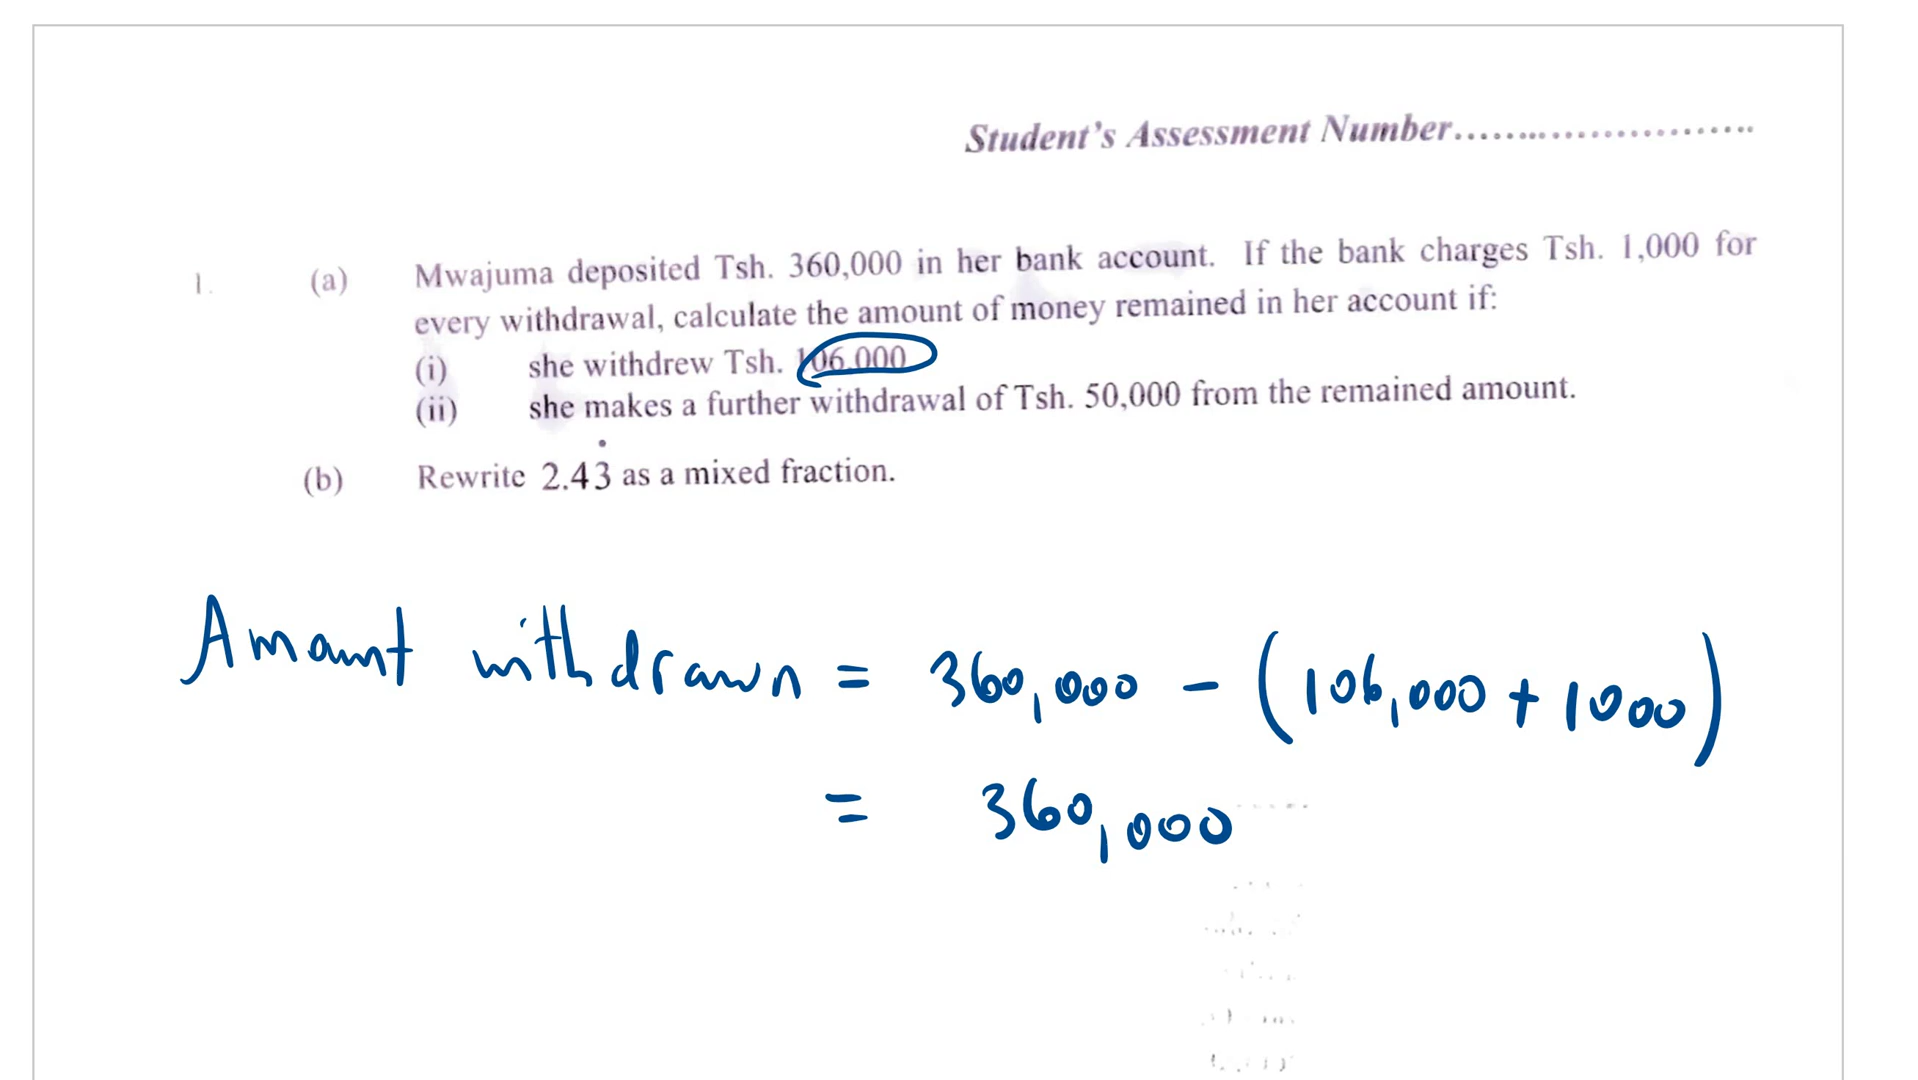 Student's Assessment Number.................................
1. (a) Mwajuma deposited Tsh. 360,000 in her bank account. If the bank charges Tsh. 1,000 for
every withdrawal, calculate the amount of money remained in her account if:
(i) she withdrew Tsh. 106,000
(ii) she makes a further withdrawal of Tsh. 50,000 from the remained amount.
(b) Rewrite 2.43̇ as a mixed fraction.
Amount withdrawn = 360,000 - (106,000 + 1000)
= 360,000